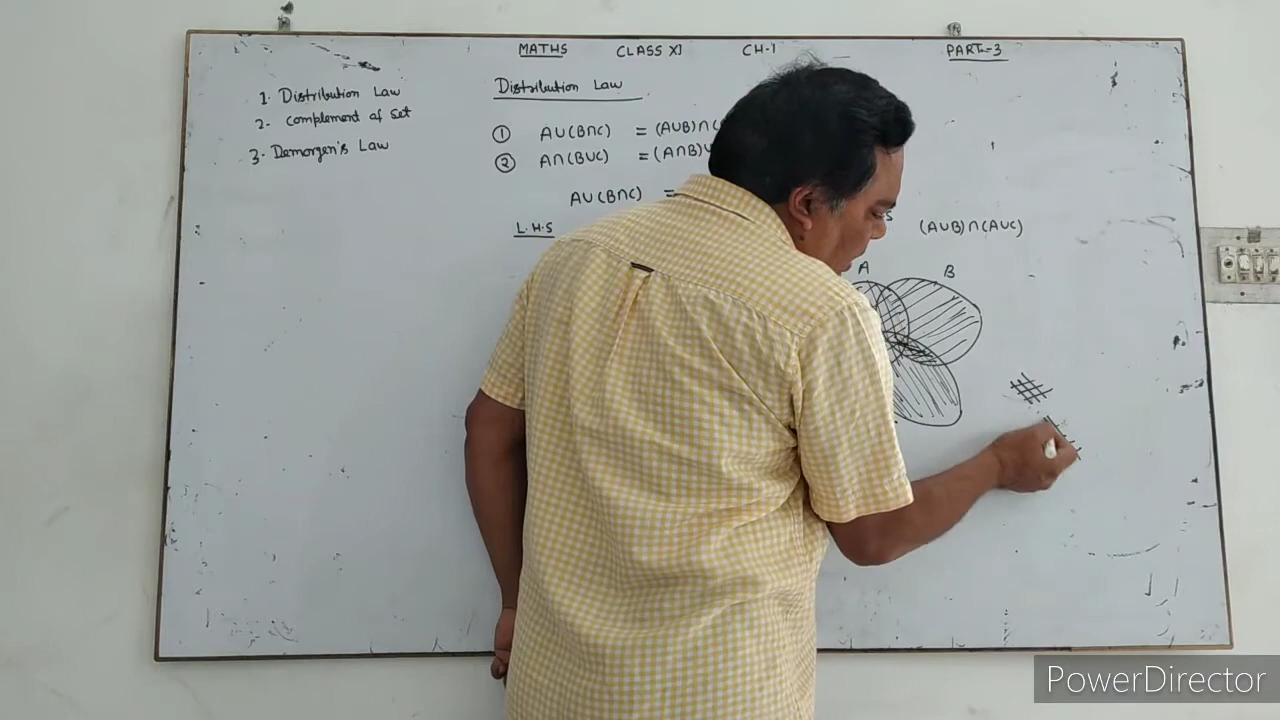 MATHS CLASS XI CH-1 PART-3
1. Distribution Law
2. Complement of Set
3. Demorgen's Law
Distribution Law
① A∪(B∩C) = (A∪B)∩(
② A∩(B∪C) = (A∩B)∪
A∪(B∩C) =
L.H.S
(A∪B)∩(A∪C)
A B
PowerDirector